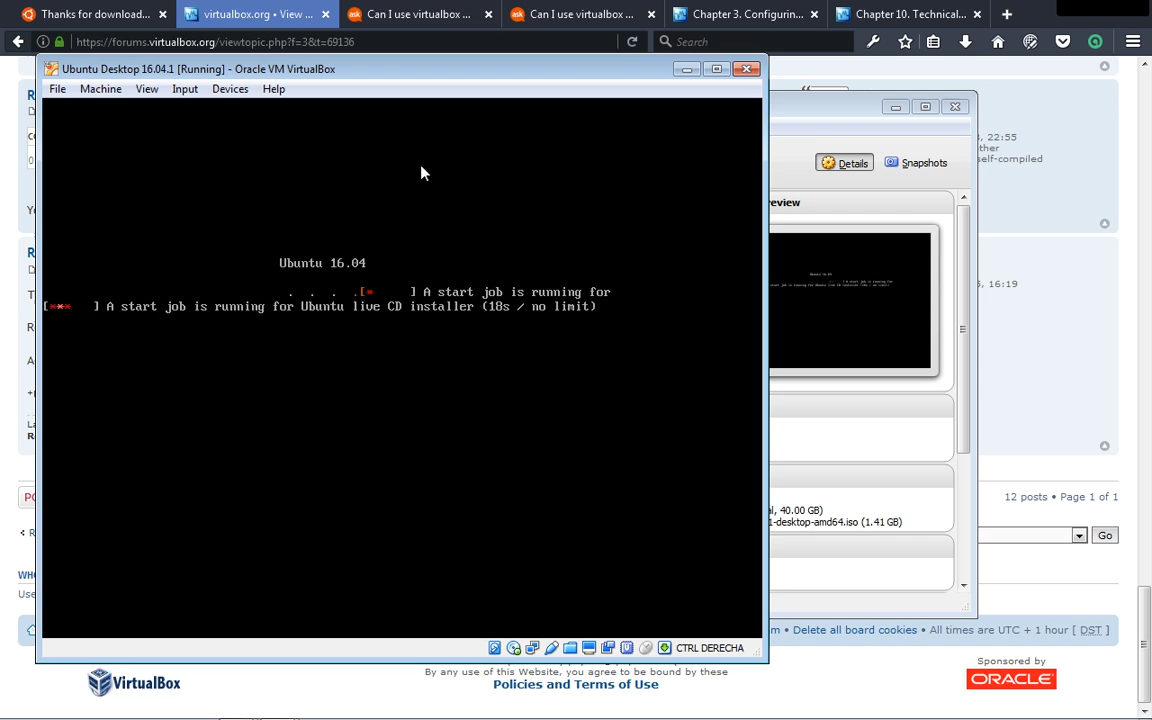 Thanks for download...
virtualbox.org • View ...
Can I use virtualbox ...
Can I use virtualbox ...
Chapter 3. Configurin...
Chapter 10. Technical...
https://forums.virtualbox.org/viewtopic.php?f=3&t=69136
Search
Ubuntu Desktop 16.04.1 [Running] - Oracle VM VirtualBox
File Machine View Input Devices Help
Ubuntu 16.04
. . . .[* ] A start job is running for
[*** ] A start job is running for Ubuntu live CD installer (18s / no limit)
CTRL DERECHA
Details
Snapshots
eview
al, 40.00 GB)
1-desktop-amd64.iso (1.41 GB)
, 22:55
ther
self-compiled
5, 16:19
12 posts • Page 1 of 1
Go
WH
Use
m • Delete all board cookies • All times are UTC + 1 hour [ DST ]
VirtualBox
By any use of this Website, you agree to be bound by these
Policies and Terms of Use
Sponsored by
ORACLE